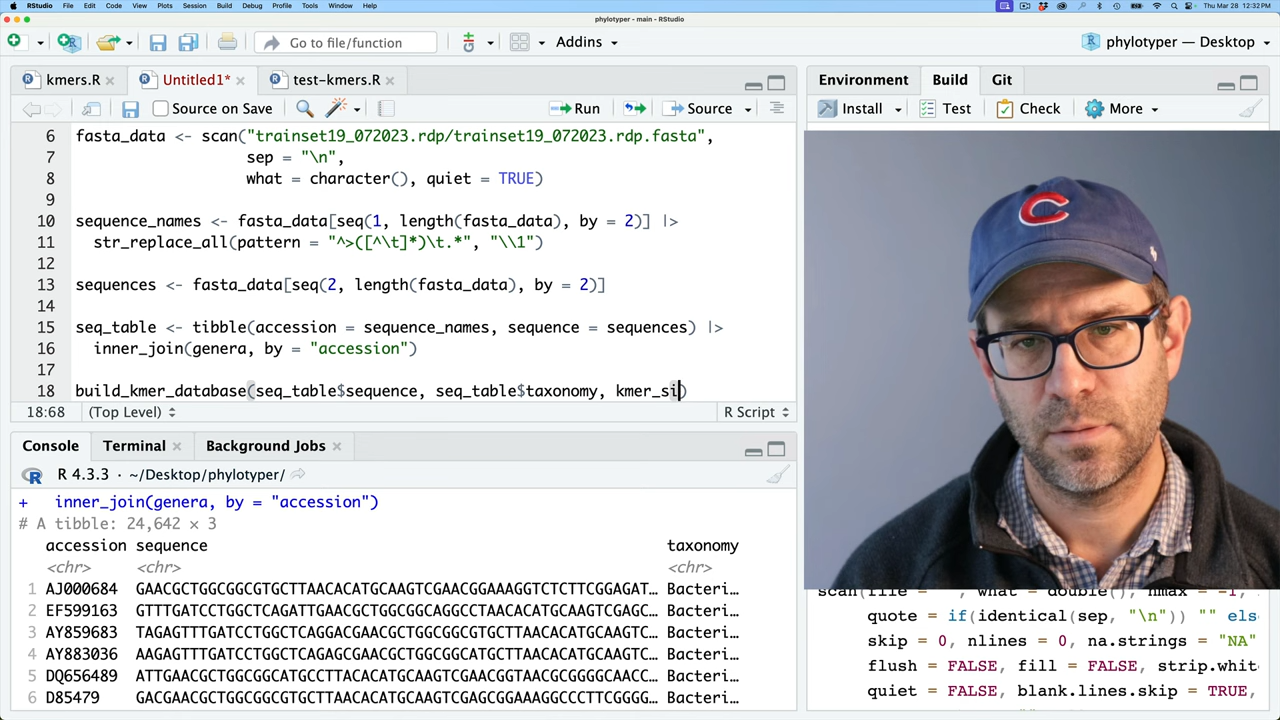 RStudio File Edit Code View Plots Session Build Debug Profile Tools Window Help Thu Mar 28 12:32 PM
phylotyper - main - RStudio
Go to file/function Addins phylotyper — Desktop
kmers.R Untitled1* test-kmers.R
Environment Build Git
Source on Save Run Source
Install Test Check More
6 fasta_data <- scan("trainset19_072023.rdp/trainset19_072023.rdp.fasta",
7 sep = "\n",
8 what = character(), quiet = TRUE)
9
10 sequence_names <- fasta_data[seq(1, length(fasta_data), by = 2)] |>
11 str_replace_all(pattern = "^>([^\t]*)\t.*", "\\1")
12
13 sequences <- fasta_data[seq(2, length(fasta_data), by = 2)]
14
15 seq_table <- tibble(accession = sequence_names, sequence = sequences) |>
16 inner_join(genera, by = "accession")
17
18 build_kmer_database(seq_table$sequence, seq_table$taxonomy, kmer_si)
18:68 (Top Level) R Script
Console Terminal Background Jobs
R 4.3.3 · ~/Desktop/phylotyper/
+ inner_join(genera, by = "accession")
# A tibble: 24,642 × 3
accession sequence taxonomy
<chr> <chr> <chr>
1 AJ000684 GAACGCTGGCGGCGTGCTTAACACATGCAAGTCGAACGGAAAGGTCTCTTCGGAGAT… Bacteri…
2 EF599163 GTTTGATCCTGGCTCAGATTGAACGCTGGCGGCAGGCCTAACACATGCAAGTCGAGC… Bacteri…
3 AY859683 TAGAGTTTGATCCTGGCTCAGGACGAACGCTGGCGGCGTGCTTAACACATGCAAGTC… Bacteri…
4 AY883036 AAGAGTTTGATCCTGGCTCAGAGCGAACGCTGGCGGCATGCTTAACACATGCAAGTC… Bacteri…
5 DQ656489 ATTGAACGCTGGCGGCATGCCTTACACATGCAAGTCGAACGGTAACGCGGGGCAACC… Bacteri…
6 D85479 GACGAACGCTGGCGGCGTGCTTAACACATGCAAGTCGAGCGGAAAGGCCCTTCGGGG… Bacteri…
quote = if(identical(sep, "\n")) "" else
skip = 0, nlines = 0, na.strings = "NA"
flush = FALSE, fill = FALSE, strip.white
quiet = FALSE, blank.lines.skip = TRUE,